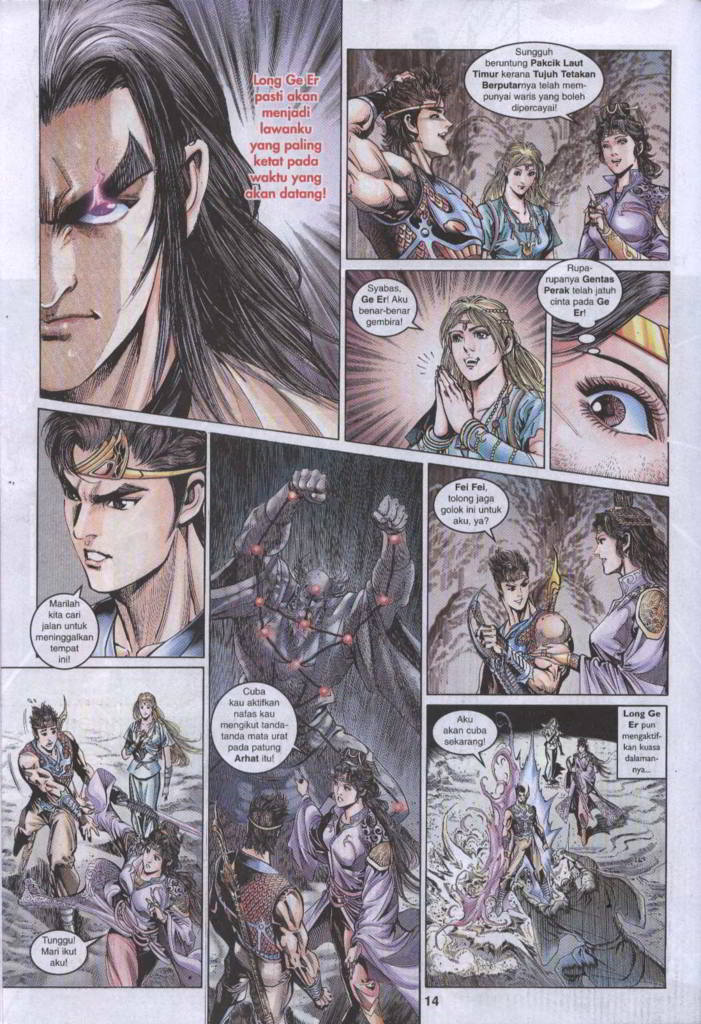 Long Ge Er
pasti akan
menjadi
lawanku
yang paling
ketat pada
waktu yang
akan datang!
Sungguh
beruntung Pakcik Laut
Timur kerana Tujuh Tetakan
Berputarnya telah mem-
punyai waris yang boleh
dipercayai!
Syabas,
Ge Er! Aku
benar-benar
gembira!
Rupa-
rupanya Gentas
Perak telah jatuh
cinta pada Ge
Er!
Marilah
kita cari
jalan untuk
meninggalkan
tempat
ini!
Tunggu!
Mari ikut
aku!
Cuba
kau aktifkan
nafas kau
mengikut tanda-
tanda mata urat
pada patung
Arhat itu!
Fei Fei,
tolong jaga
golok ini untuk
aku, ya?
Aku
akan cuba
sekarang!
Long Ge
Er pun
mengaktif-
kan kuasa
dalaman-
nya...
14